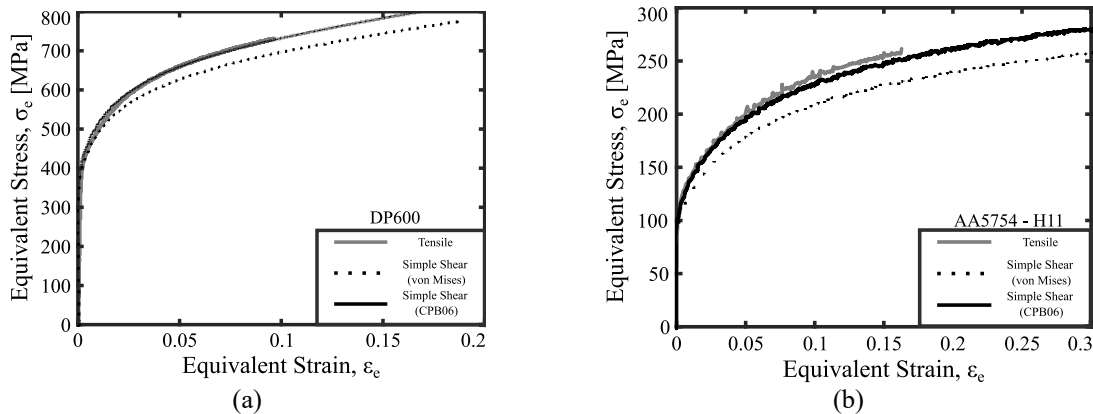 800
700
600
500
400
300
200
100
0
Equivalent Stress, σe [MPa]
DP600
Tensile
Simple Shear
(von Mises)
Simple Shear
(CPB06)
0 0.05 0.1 0.15 0.2
Equivalent Strain, εe
(a)
300
250
200
150
100
50
0
Equivalent Stress, σe [MPa]
AA5754 - H11
Tensile
Simple Shear
(von Mises)
Simple Shear
(CPB06)
0 0.05 0.1 0.15 0.2 0.25 0.3
Equivalent Strain, εe
(b)